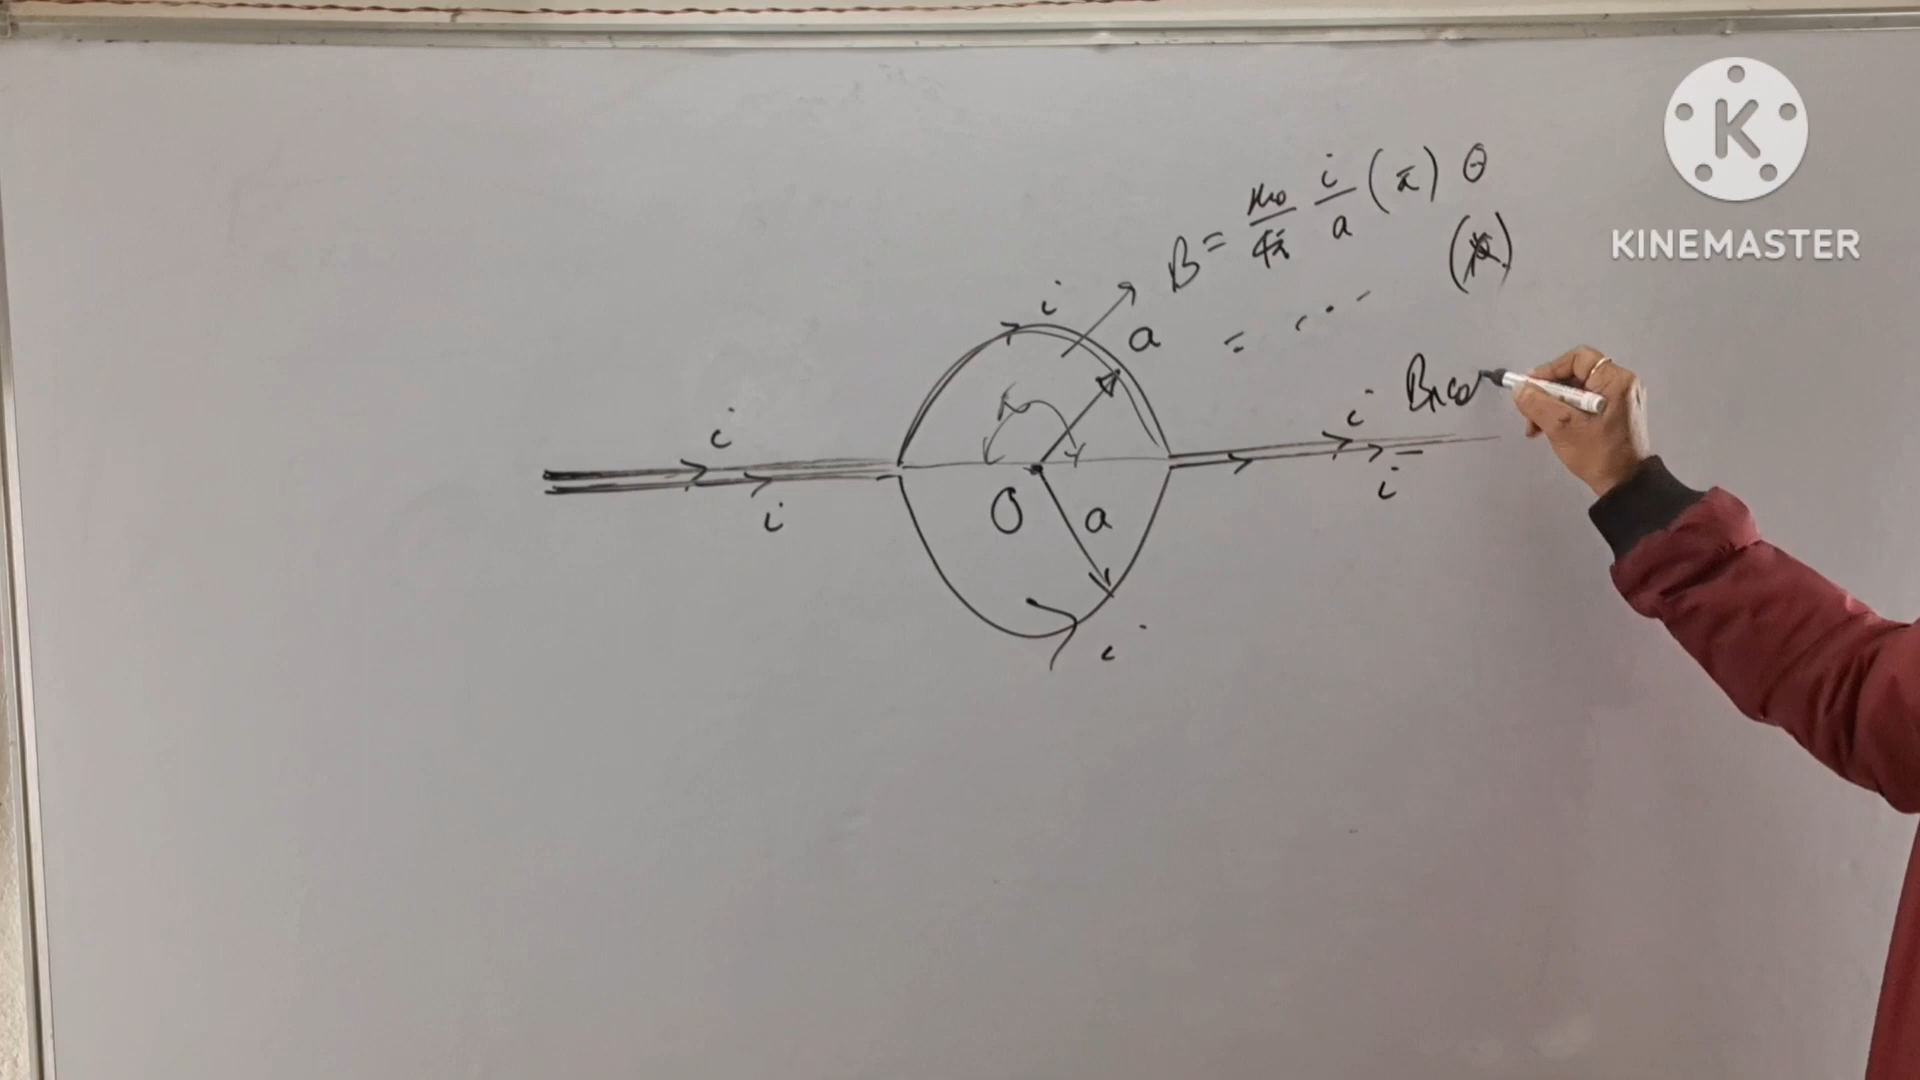 K
KINEMASTER
B = μ₀/4π i/a (π) θ
= ...
i
a
i
i
i
i
O
a
i